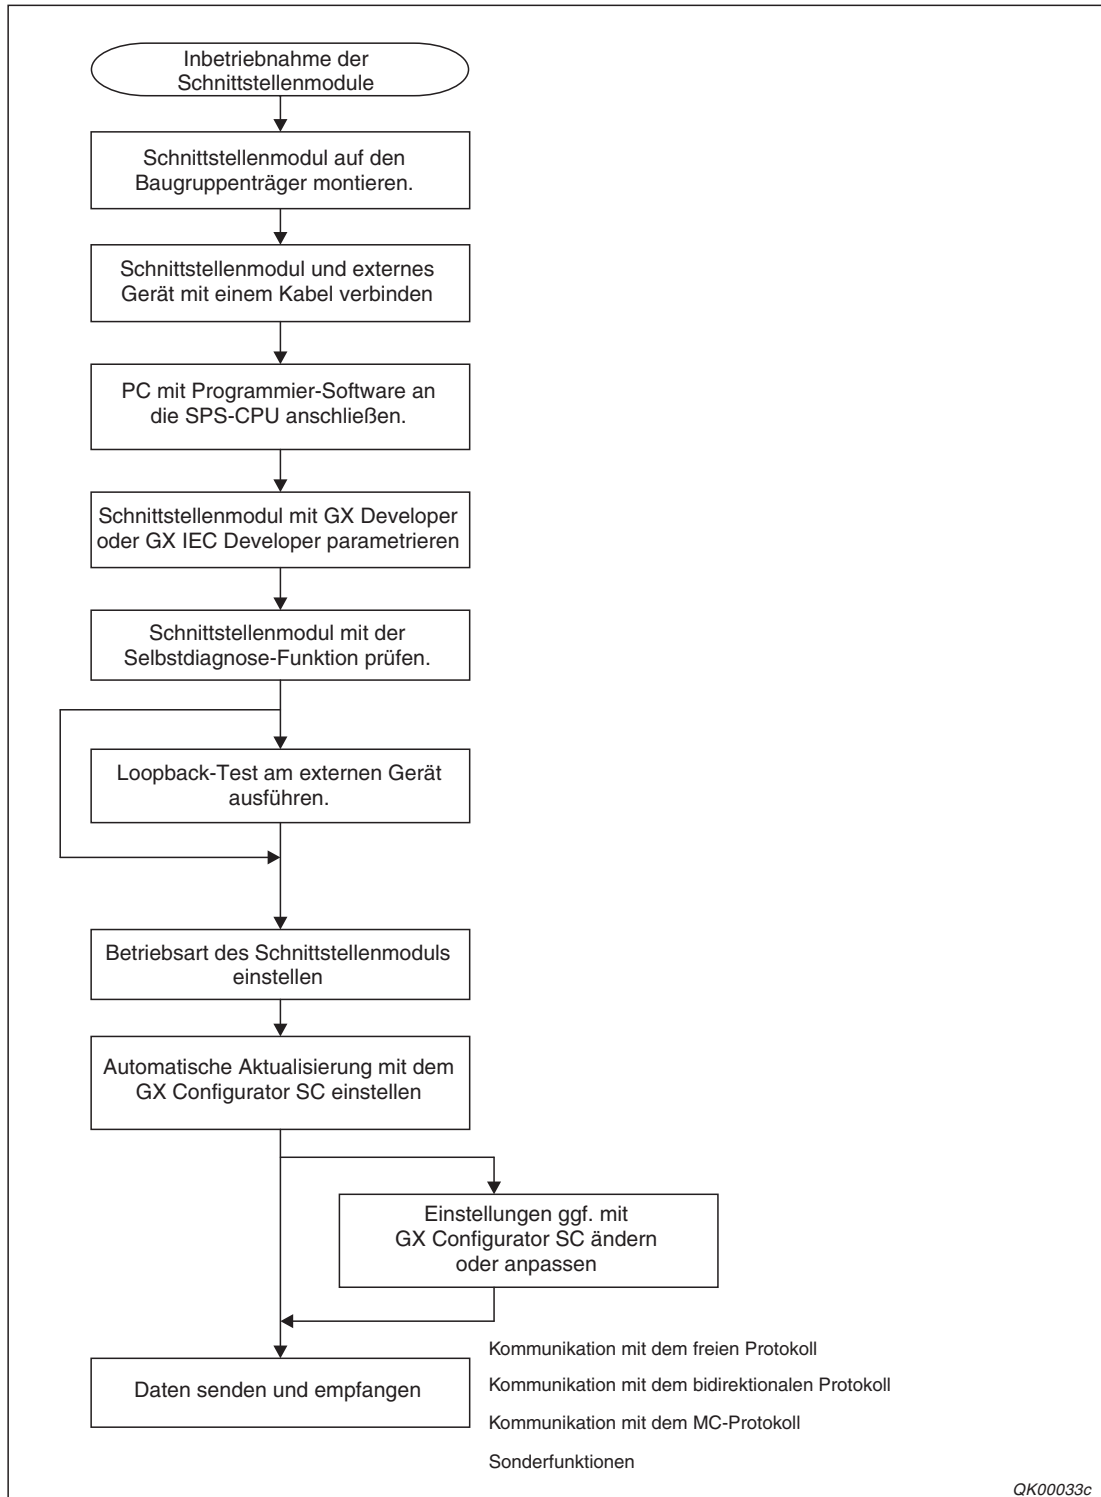 Inbetriebnahme der
Schnittstellenmodule
Schnittstellenmodul auf den
Baugruppenträger montieren.
Schnittstellenmodul und externes
Gerät mit einem Kabel verbinden
PC mit Programmier-Software an
die SPS-CPU anschließen.
Schnittstellenmodul mit GX Developer
oder GX IEC Developer parametrieren
Schnittstellenmodul mit der
Selbstdiagnose-Funktion prüfen.
Loopback-Test am externen Gerät
ausführen.
Betriebsart des Schnittstellenmoduls
einstellen
Automatische Aktualisierung mit dem
GX Configurator SC einstellen
Einstellungen ggf. mit
GX Configurator SC ändern
oder anpassen
Daten senden und empfangen
Kommunikation mit dem freien Protokoll
Kommunikation mit dem bidirektionalen Protokoll
Kommunikation mit dem MC-Protokoll
Sonderfunktionen
QK00033c